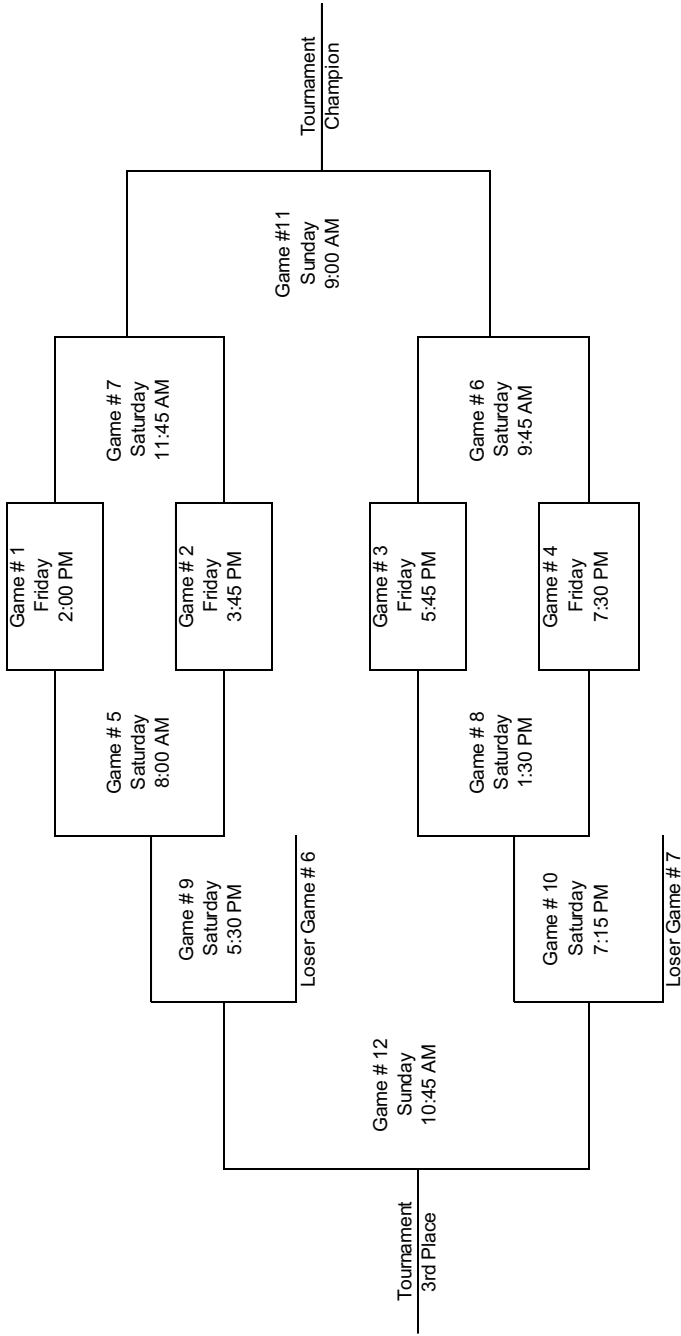 Tournament
Champion
Game #11
Sunday
9:00 AM
Game # 7
Saturday
11:45 AM
Game # 6
Saturday
9:45 AM
Game # 1
Friday
2:00 PM
Game # 2
Friday
3:45 PM
Game # 3
Friday
5:45 PM
Game # 4
Friday
7:30 PM
Game # 5
Saturday
8:00 AM
Game # 8
Saturday
1:30 PM
Game # 9
Saturday
5:30 PM
Loser Game # 6
Game # 10
Saturday
7:15 PM
Loser Game # 7
Game # 12
Sunday
10:45 AM
Tournament
3rd Place